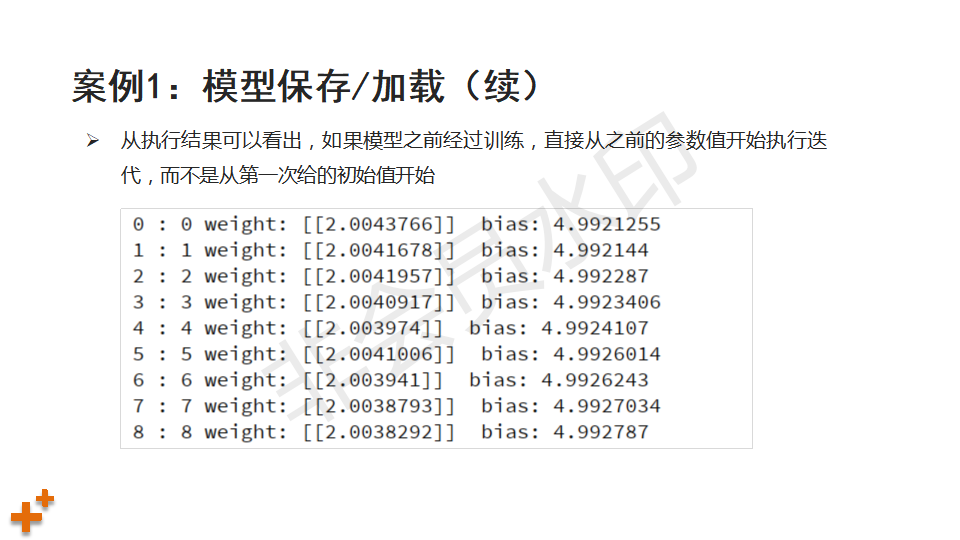 案例1：模型保存/加载（续）
➢ 从执行结果可以看出，如果模型之前经过训练，直接从之前的参数值开始执行迭
代，而不是从第一次给的初始值开始
0 : 0 weight: [[2.0043766]]  bias: 4.9921255
1 : 1 weight: [[2.0041678]]  bias: 4.992144
2 : 2 weight: [[2.0041957]]  bias: 4.992287
3 : 3 weight: [[2.0040917]]  bias: 4.9923406
4 : 4 weight: [[2.003974]]  bias: 4.9924107
5 : 5 weight: [[2.0041006]]  bias: 4.9926014
6 : 6 weight: [[2.003941]]  bias: 4.9926243
7 : 7 weight: [[2.0038793]]  bias: 4.9927034
8 : 8 weight: [[2.0038292]]  bias: 4.992787
非会员水印